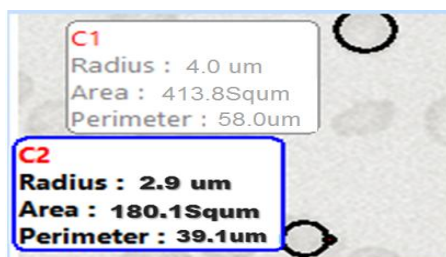 C1
Radius : 4.0 um
Area : 413.8Squm
Perimeter : 58.0um
C2
Radius : 2.9 um
Area : 180.1Squm
Perimeter : 39.1um